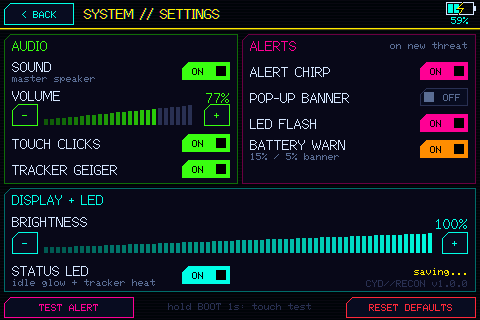 < BACK
SYSTEM // SETTINGS
59%
AUDIO
SOUND
master speaker
ON
VOLUME
77%
-
+
TOUCH CLICKS
ON
TRACKER GEIGER
ON
ALERTS
on new threat
ALERT CHIRP
ON
POP-UP BANNER
OFF
LED FLASH
ON
BATTERY WARN
15% / 5% banner
ON
DISPLAY + LED
BRIGHTNESS
100%
-
+
STATUS LED
idle glow + tracker heat
ON
saving...
CYD//RECON v1.0.0
TEST ALERT
hold BOOT 1s: touch test
RESET DEFAULTS